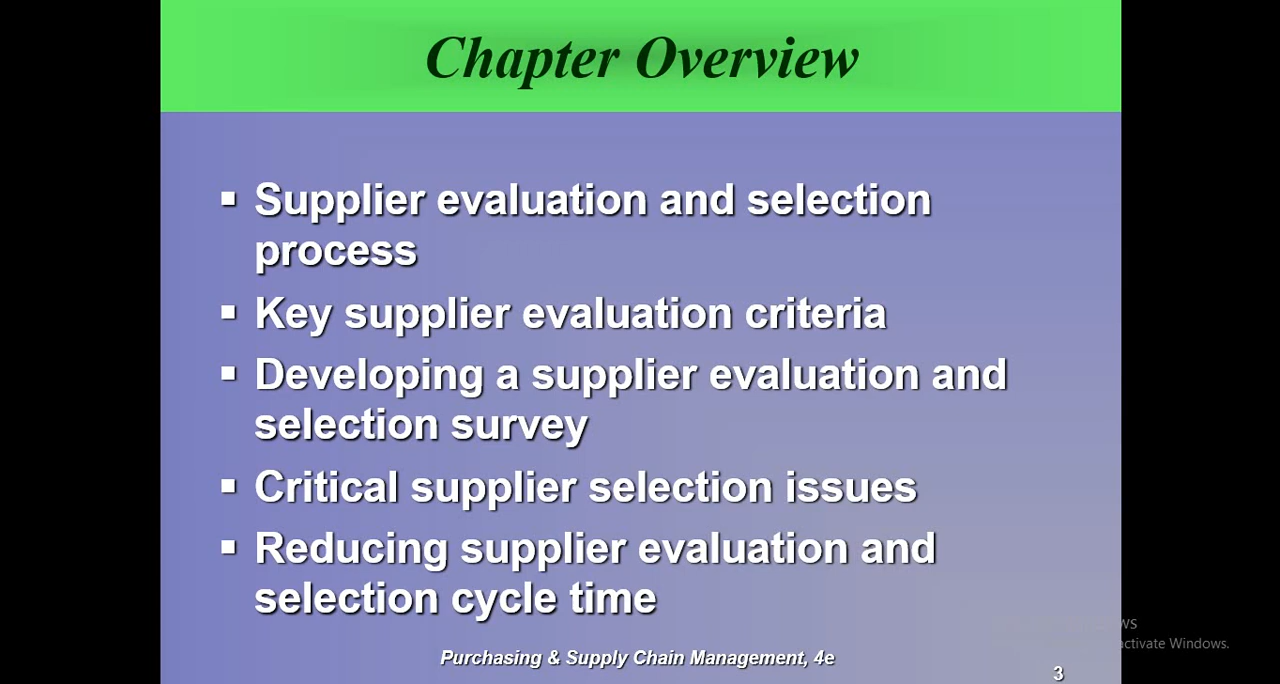 Chapter Overview
▪ Supplier evaluation and selection
process
▪ Key supplier evaluation criteria
▪ Developing a supplier evaluation and
selection survey
▪ Critical supplier selection issues
▪ Reducing supplier evaluation and
selection cycle time
Purchasing & Supply Chain Management, 4e
3
Windows.